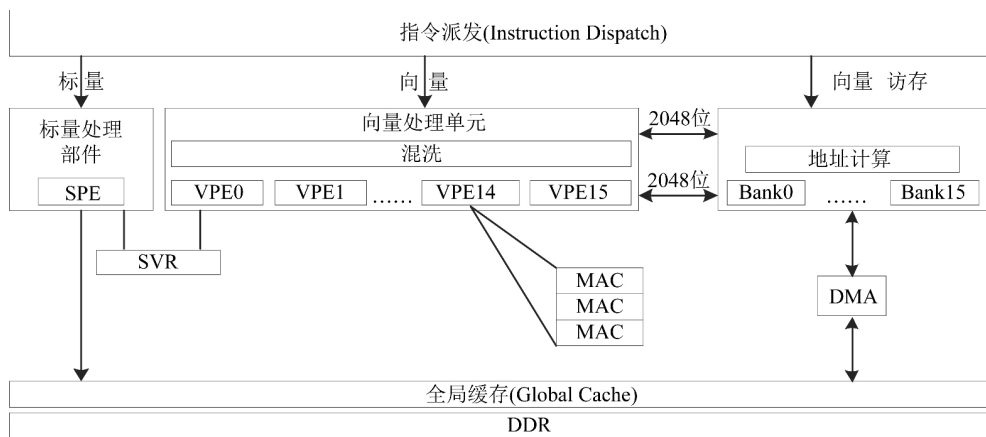 指令派发(Instruction Dispatch)
标 量
向 量
向量 访存
标量处理
部件
SPE
向量处理单元
混洗
VPE0 VPE1 …… VPE14 VPE15
2048位
2048位
地址计算
Bank0 …… Bank15
SVR
MAC
MAC
MAC
DMA
全局缓存(Global Cache)
DDR